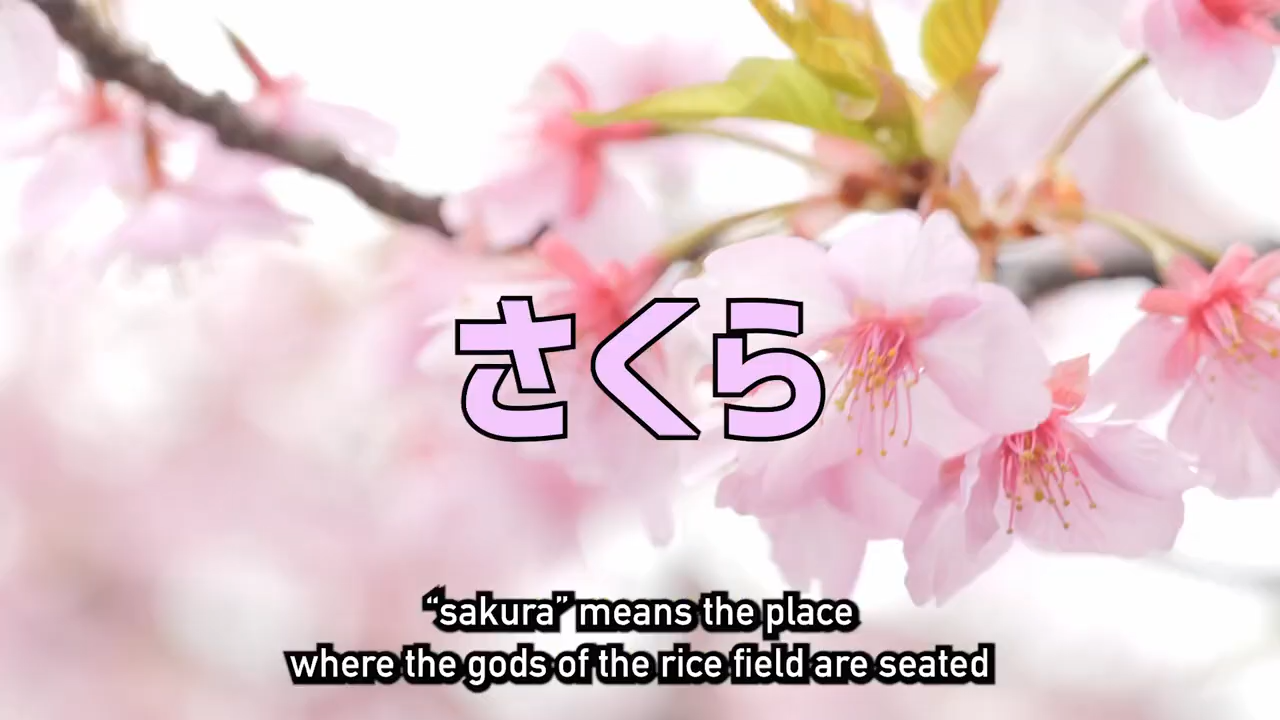 さくら
“sakura” means the place
where the gods of the rice field are seated